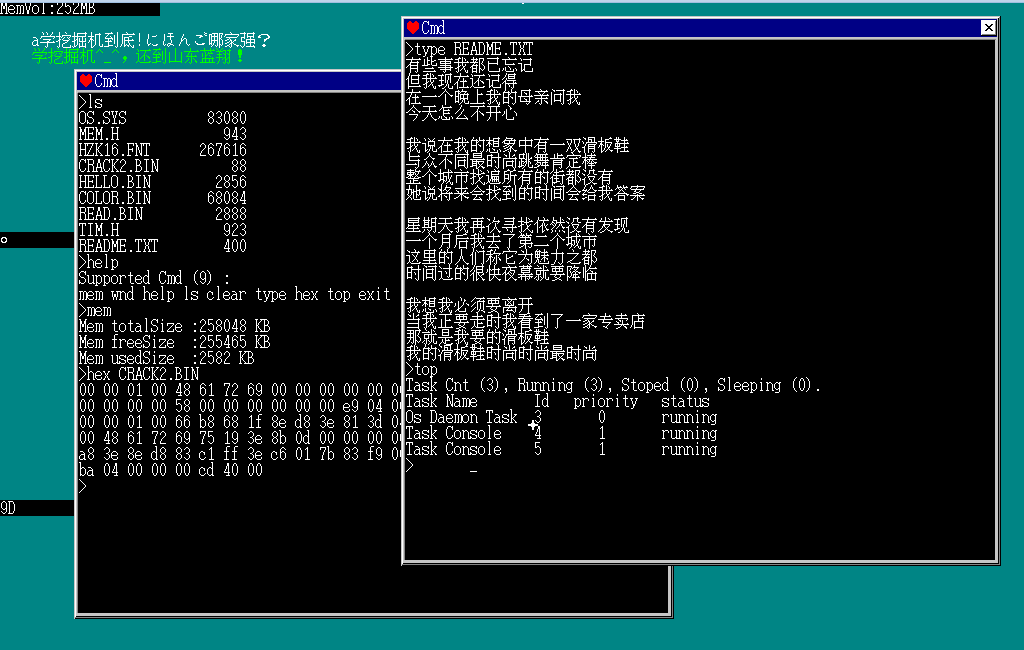 MemVol:252MB
a学挖掘机到底!にほんご哪家强?
学挖掘机^_^，还到山东蓝翔！
9D
Cmd
>ls
OS.SYS 83080
MEM.H 943
HZK16.FNT 267616
CRACK2.BIN 88
HELLO.BIN 2856
COLOR.BIN 68084
READ.BIN 2888
TIM.H 923
README.TXT 400
>help
Supported Cmd (9) :
mem wnd help ls clear type hex top exit
>mem
Mem totalSize :258048 KB
Mem freeSize :255465 KB
Mem usedSize :2582 KB
>hex CRACK2.BIN
00 00 01 00 48 61 72 69 00 00 00 00 00
00 00 00 00 58 00 00 00 00 00 00 e9 04
00 00 01 00 66 b8 68 1f 8e d8 3e 81 3d
00 48 61 72 69 75 19 3e 8b 0d 00 00 00
a8 3e 8e d8 83 c1 ff 3e c6 01 7b 83 f9
ba 04 00 00 00 cd 40 00
>
Cmd
>type README.TXT
有些事我都已忘记
但我现在还记得
在一个晚上我的母亲问我
今天怎么不开心
我说在我的想象中有一双滑板鞋
与众不同最时尚跳舞肯定棒
整个城市找遍所有的街都没有
她说将来会找到的时间会给我答案
星期天我再次寻找依然没有发现
一个月后我去了第二个城市
这里的人们称它为魅力之都
时间过的很快夜幕就要降临
我想我必须要离开
当我正要走时我看到了一家专卖店
那就是我要的滑板鞋
我的滑板鞋时尚时尚最时尚
>top
Task Cnt (3), Running (3), Stoped (0), Sleeping (0).
Task Name Id priority status
Os Daemon Task 3 0 running
Task Console 4 1 running
Task Console 5 1 running
> _